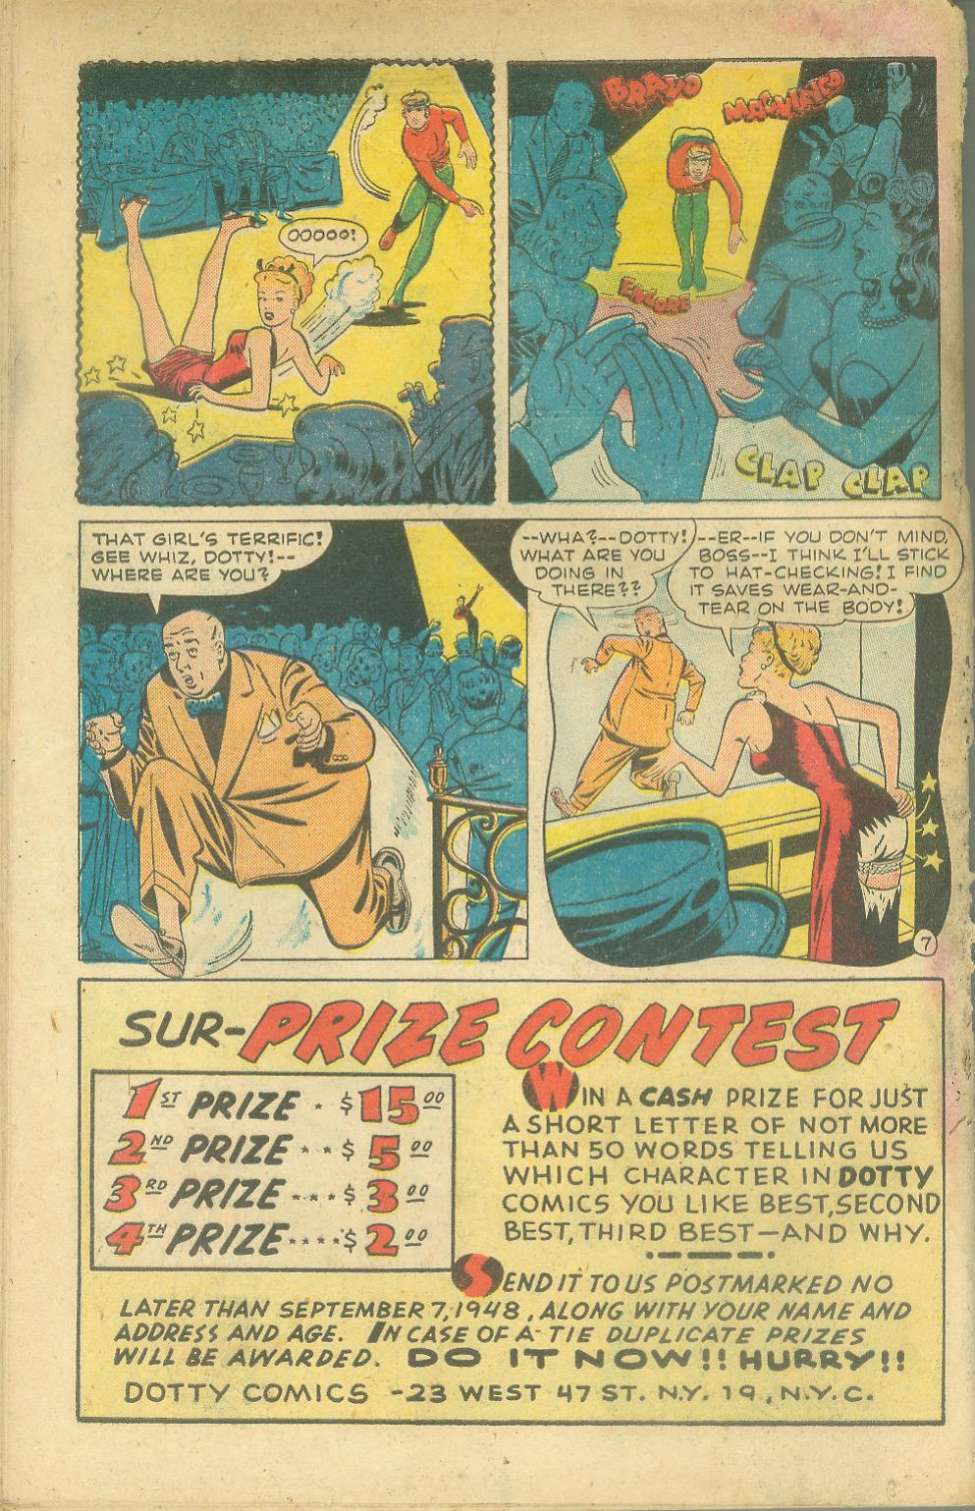 OOOOO!
BRAVO
MAGNIFICO
ENCORE
CLAP CLAP
THAT GIRL'S TERRIFIC!
GEE WHIZ, DOTTY!--
WHERE ARE YOU?
--WHA?--DOTTY!
WHAT ARE YOU
DOING IN
THERE??
--ER--IF YOU DON'T MIND,
BOSS--I THINK I'LL STICK
TO HAT-CHECKING! I FIND
IT SAVES WEAR-AND-
TEAR ON THE BODY!
7
SUR-PRIZE CONTEST
1ST PRIZE · $15.00
2ND PRIZE ·· $5.00
3RD PRIZE ···· $3.00
4TH PRIZE ···· $2.00
WIN A CASH PRIZE FOR JUST
A SHORT LETTER OF NOT MORE
THAN 50 WORDS TELLING US
WHICH CHARACTER IN DOTTY
COMICS YOU LIKE BEST, SECOND
BEST, THIRD BEST—AND WHY.
SEND IT TO US POSTMARKED NO
LATER THAN SEPTEMBER 7, 1948, ALONG WITH YOUR NAME AND
ADDRESS AND AGE. IN CASE OF A TIE DUPLICATE PRIZES
WILL BE AWARDED. DO IT NOW!! HURRY!!
DOTTY COMICS -23 WEST 47 ST. N.Y. 19, N.Y.C.